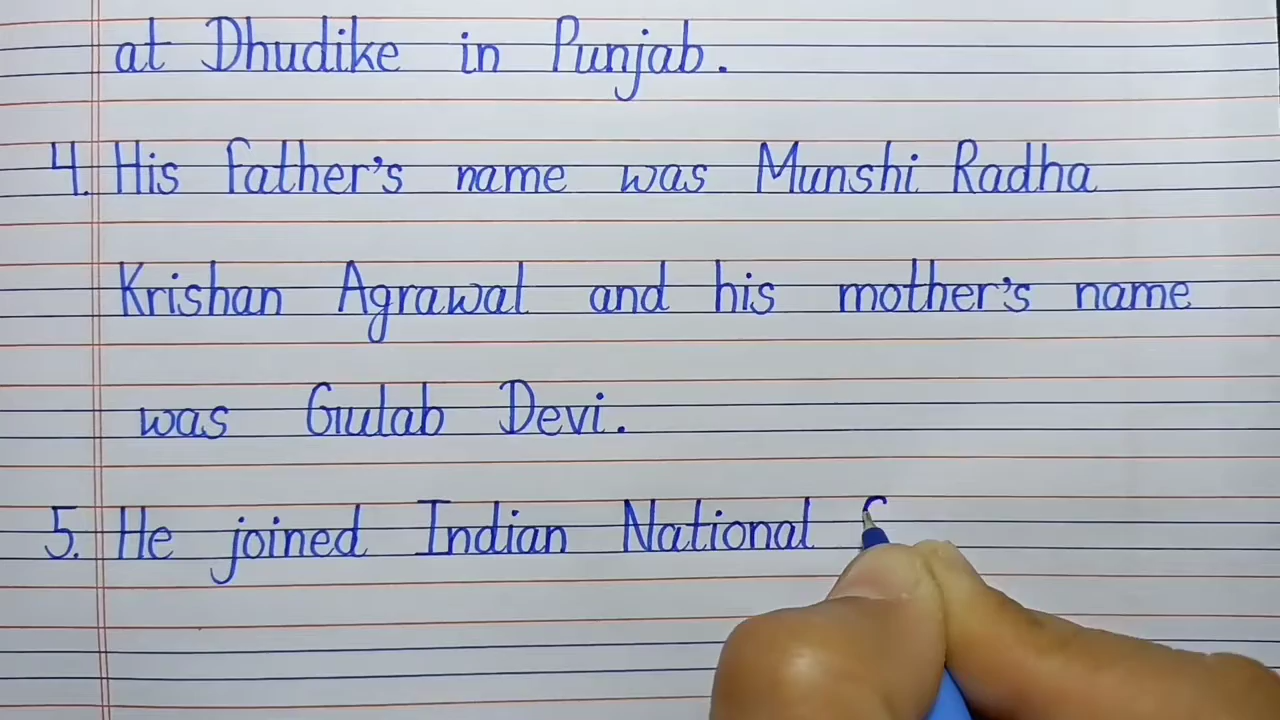 at Dhudike in Punjab.
4. His father's name was Munshi Radha
Krishan Agrawal and his mother's name
was Gulab Devi.
5. He joined Indian National